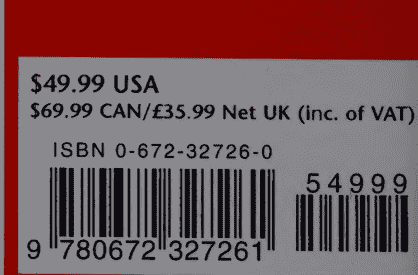 $49.99 USA
$69.99 CAN/£35.99 Net UK (inc. of VAT)
ISBN 0-672-32726-0
54999
9 780672 327261